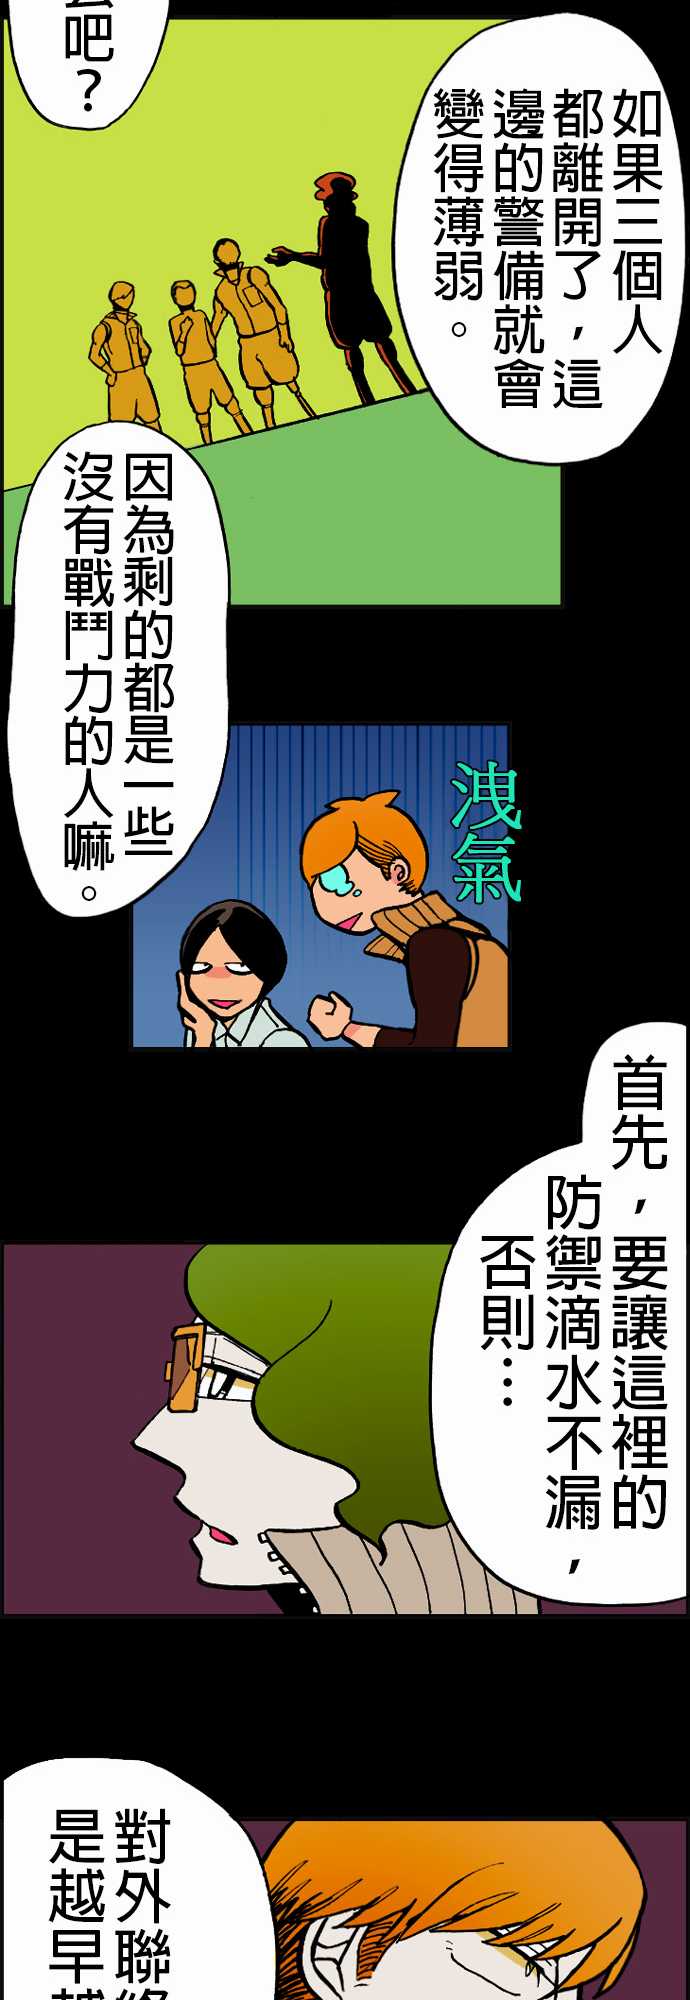 吧？
如果三個人
都離開了，這
邊的警備就會
變得薄弱。
因為剩的都是一些
沒有戰鬥力的人嘛。
洩氣
首先，要讓這裡的
防禦滴水不漏，
否則…
對外聯絡
是越早越